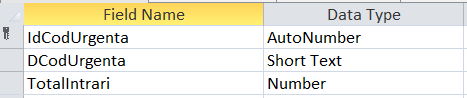 Field Name Data Type
IdCodUrgenta AutoNumber
DCodUrgenta Short Text
TotalIntrari Number